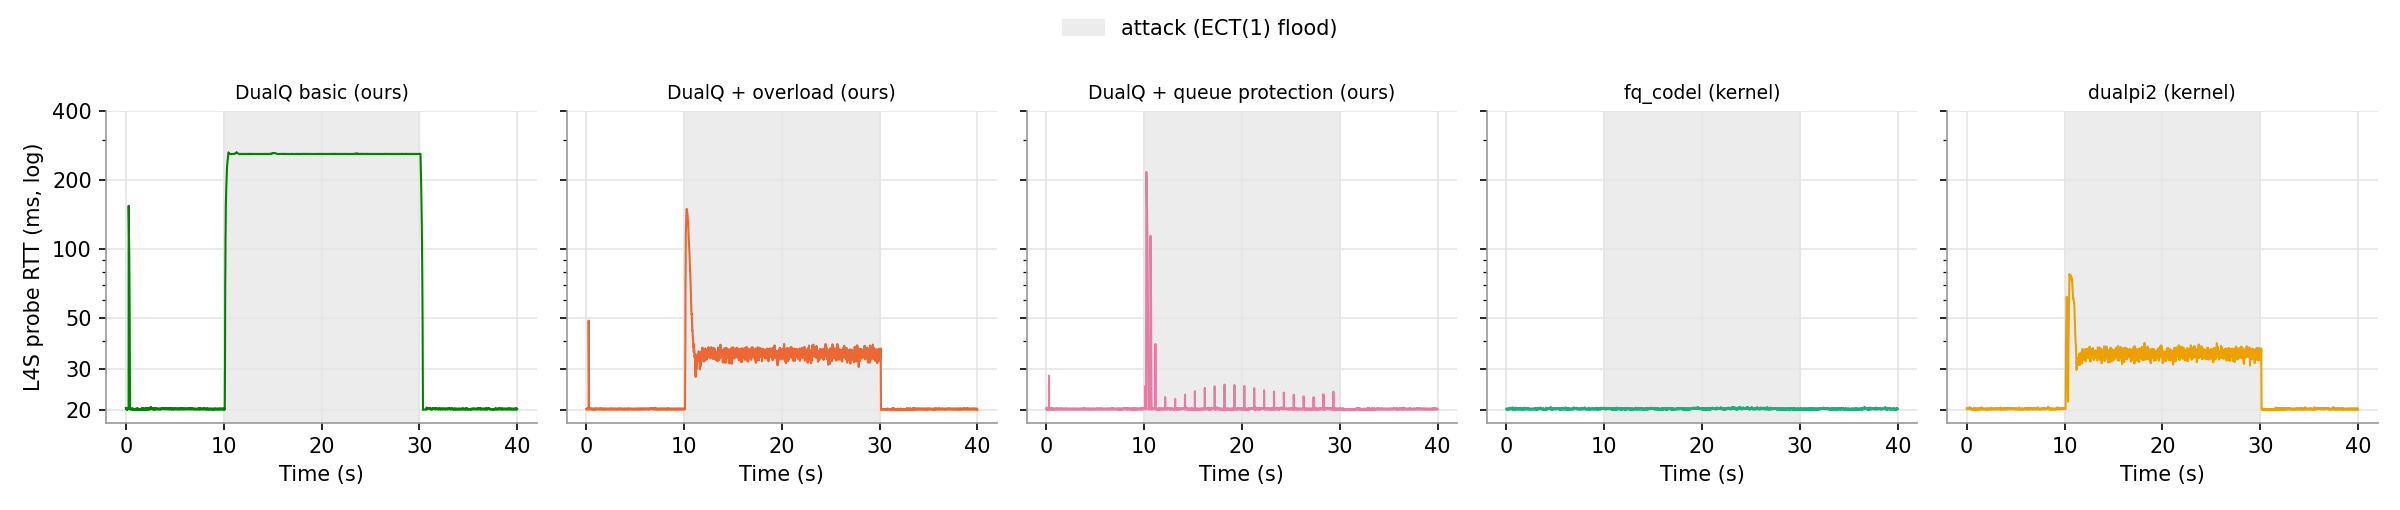 attack (ECT(1) flood)
DualQ basic (ours)
DualQ + overload (ours)
DualQ + queue protection (ours)
fq_codel (kernel)
dualpi2 (kernel)
L4S probe RTT (ms, log)
400
200
100
50
30
20
0 10 20 30 40
0 10 20 30 40
0 10 20 30 40
0 10 20 30 40
0 10 20 30 40
Time (s)
Time (s)
Time (s)
Time (s)
Time (s)